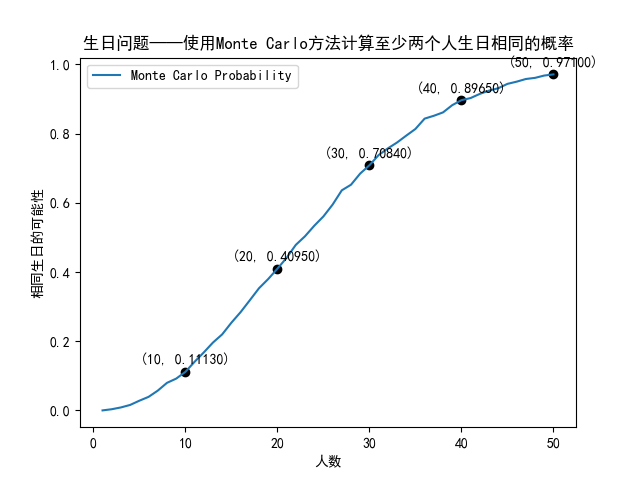 生日问题——使用Monte Carlo方法计算至少两个人生日相同的概率
Monte Carlo Probability
(50, 0.97100)
(40, 0.89650)
(30, 0.70840)
(20, 0.40950)
(10, 0.11130)
相同生日的可能性
1.0
0.8
0.6
0.4
0.2
0.0
0 10 20 30 40 50
人数